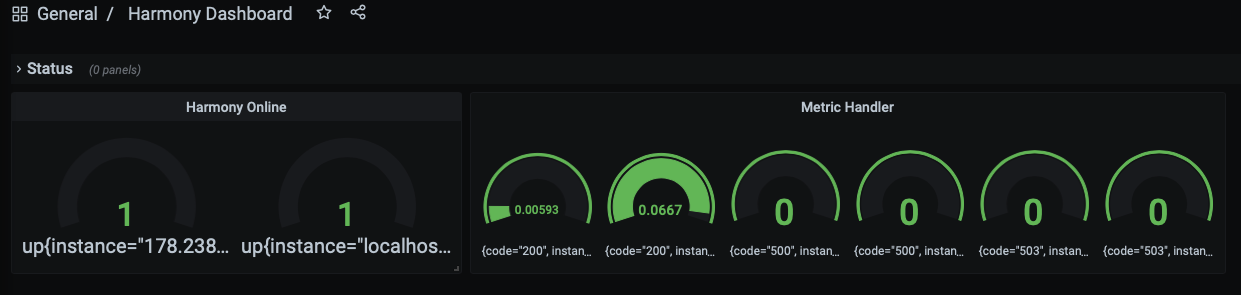 General / Harmony Dashboard
Status (0 panels)
Harmony Online
1 1
up{instance="178.238... up{instance="localhos...
Metric Handler
0.00593 0.0667 0 0 0 0
{code="200", instan... {code="200", instan... {code="500", instan... {code="500", instan... {code="503", instan... {code="503", instan...